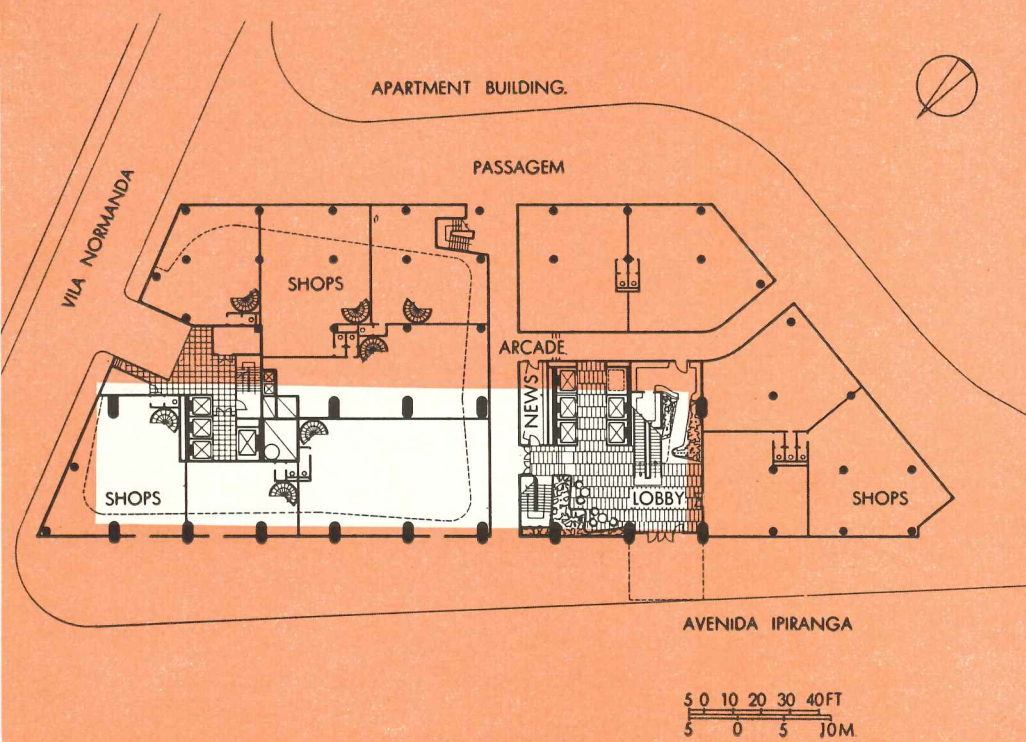 APARTMENT BUILDING.
PASSAGEM
VILA NORMANDA
SHOPS
ARCADE
NEWS
SHOPS
LOBBY
SHOPS
AVENIDA IPIRANGA
5 0 10 20 30 40FT
5 0 5 10M